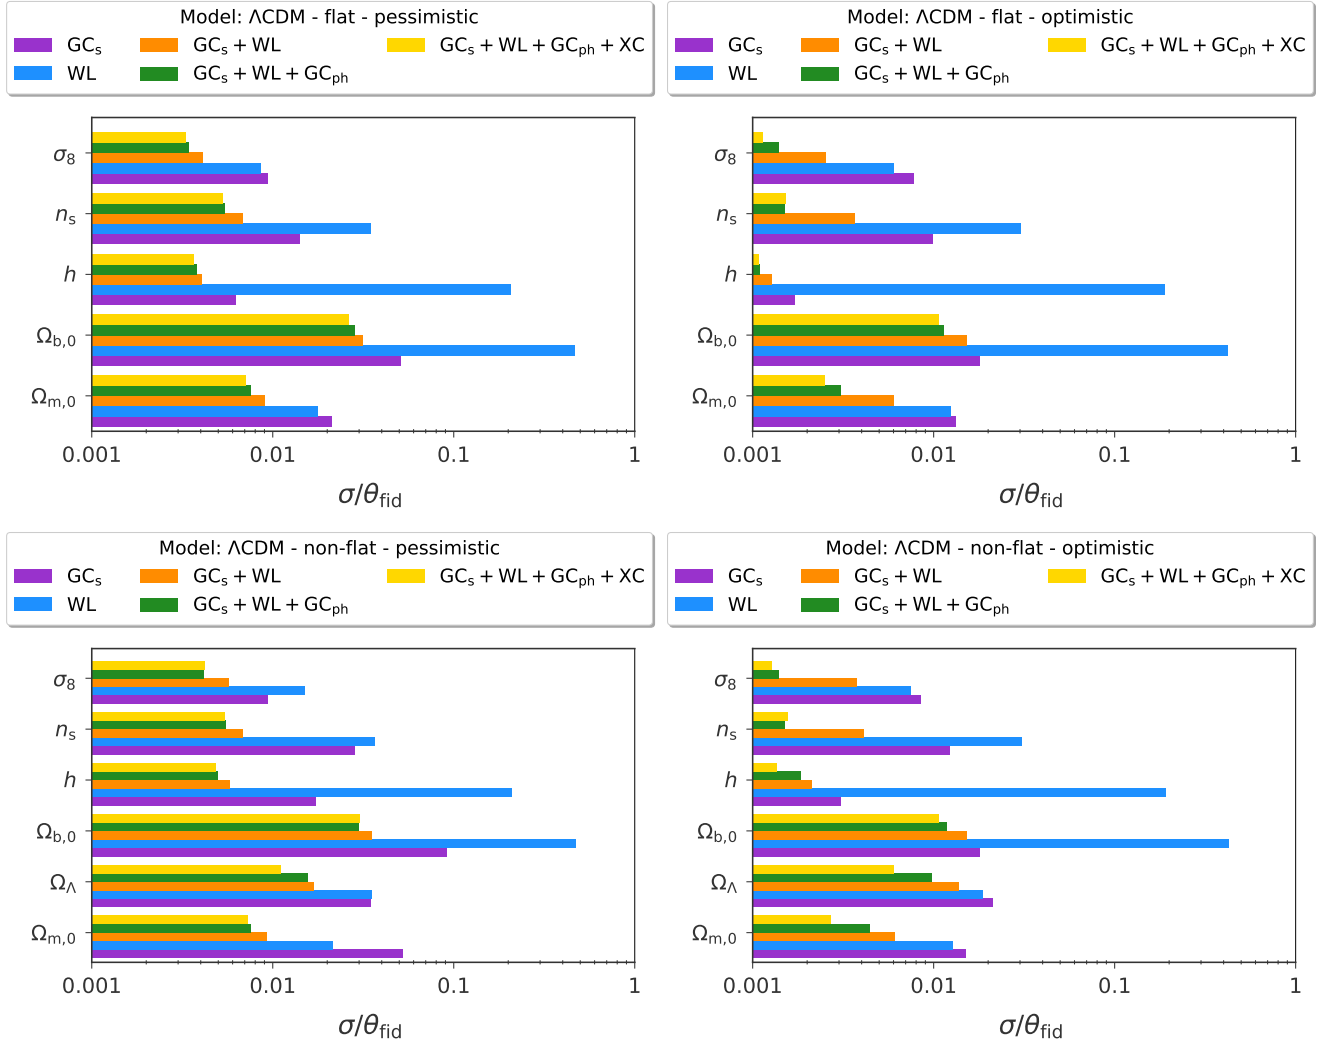 Model: ΛCDM - flat - pessimistic
GCs GCs + WL GCs + WL + GCph + XC
WL GCs + WL + GCph
σ8
ns
h
Ωb,0
Ωm,0
0.001 0.01 0.1 1
σ/θfid
Model: ΛCDM - flat - optimistic
GCs GCs + WL GCs + WL + GCph + XC
WL GCs + WL + GCph
σ8
ns
h
Ωb,0
Ωm,0
0.001 0.01 0.1 1
σ/θfid
Model: ΛCDM - non-flat - pessimistic
GCs GCs + WL GCs + WL + GCph + XC
WL GCs + WL + GCph
σ8
ns
h
Ωb,0
ΩΛ
Ωm,0
0.001 0.01 0.1 1
σ/θfid
Model: ΛCDM - non-flat - optimistic
GCs GCs + WL GCs + WL + GCph + XC
WL GCs + WL + GCph
σ8
ns
h
Ωb,0
ΩΛ
Ωm,0
0.001 0.01 0.1 1
σ/θfid